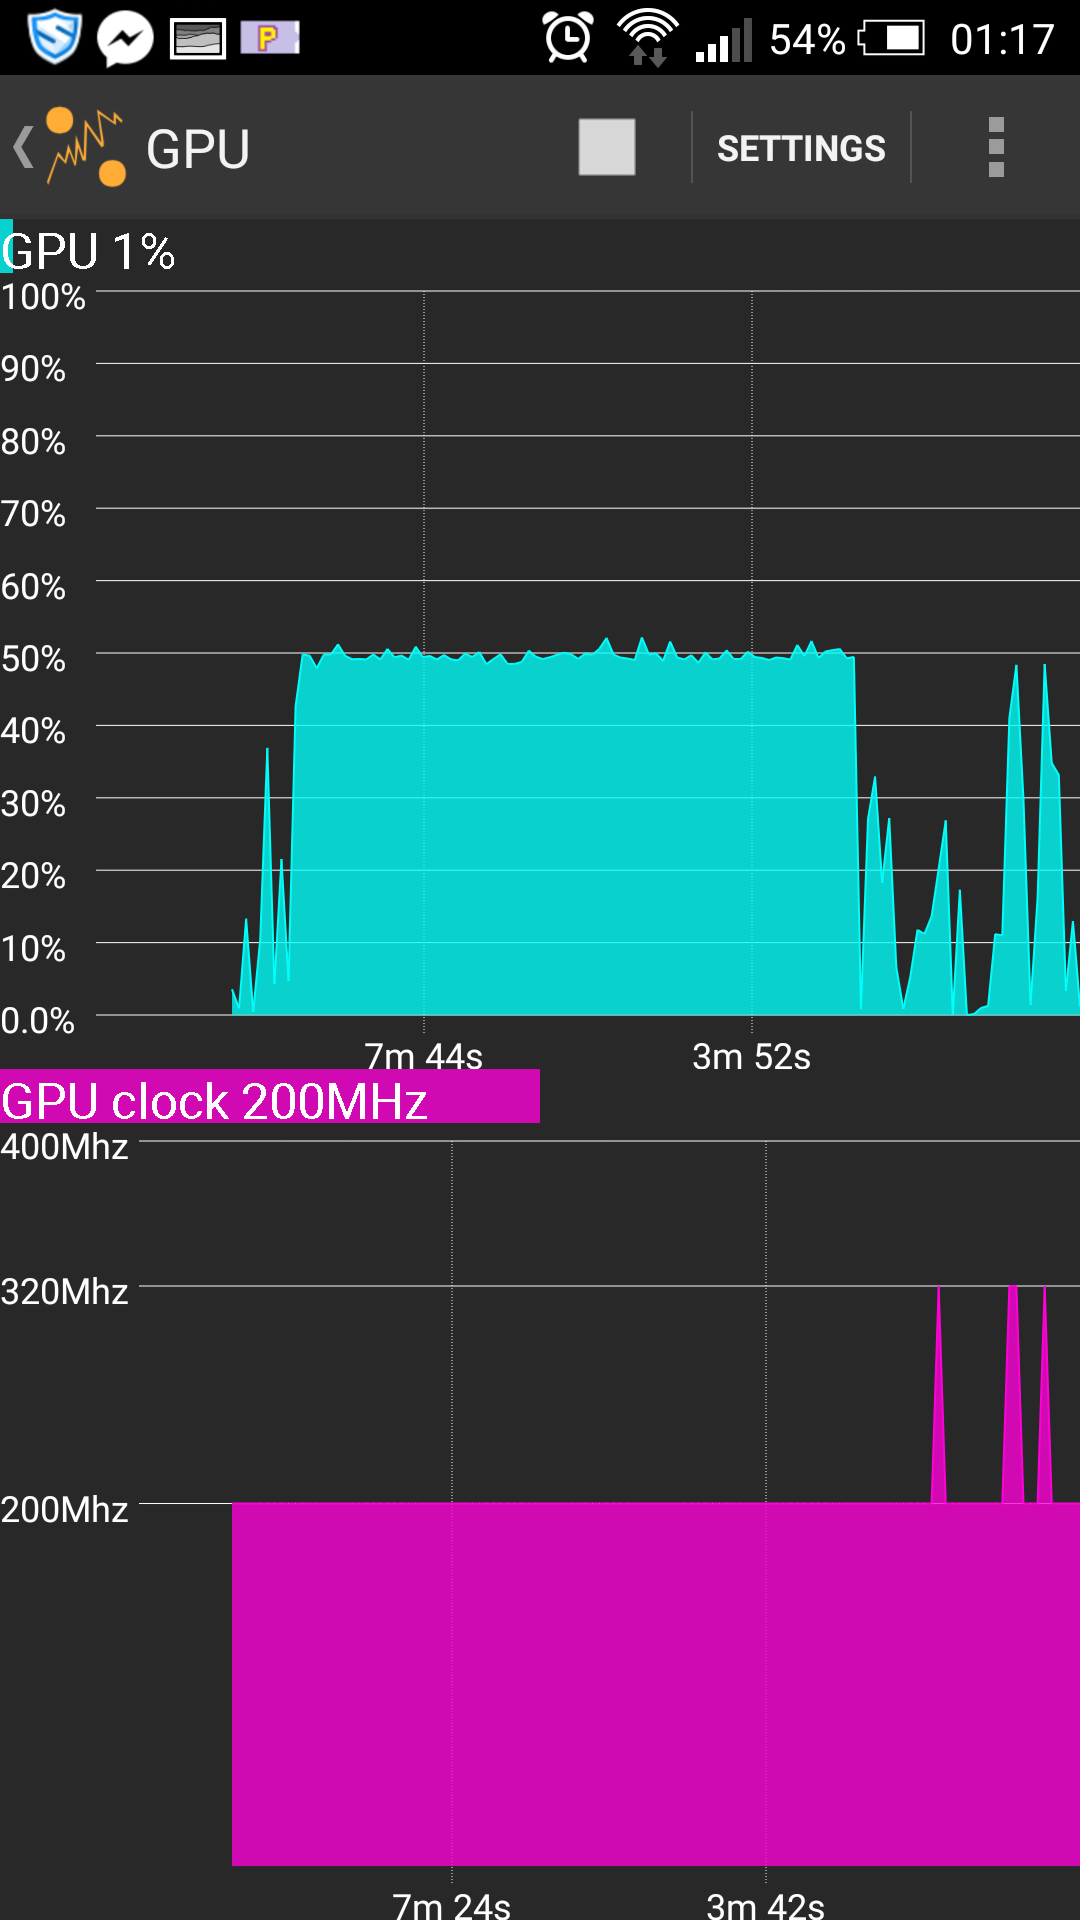 P 54% 01:17
GPU SETTINGS
GPU 1%
100%
90%
80%
70%
60%
50%
40%
30%
20%
10%
0.0%
7m 44s 3m 52s
GPU clock 200MHz
400Mhz
320Mhz
200Mhz
7m 24s 3m 42s